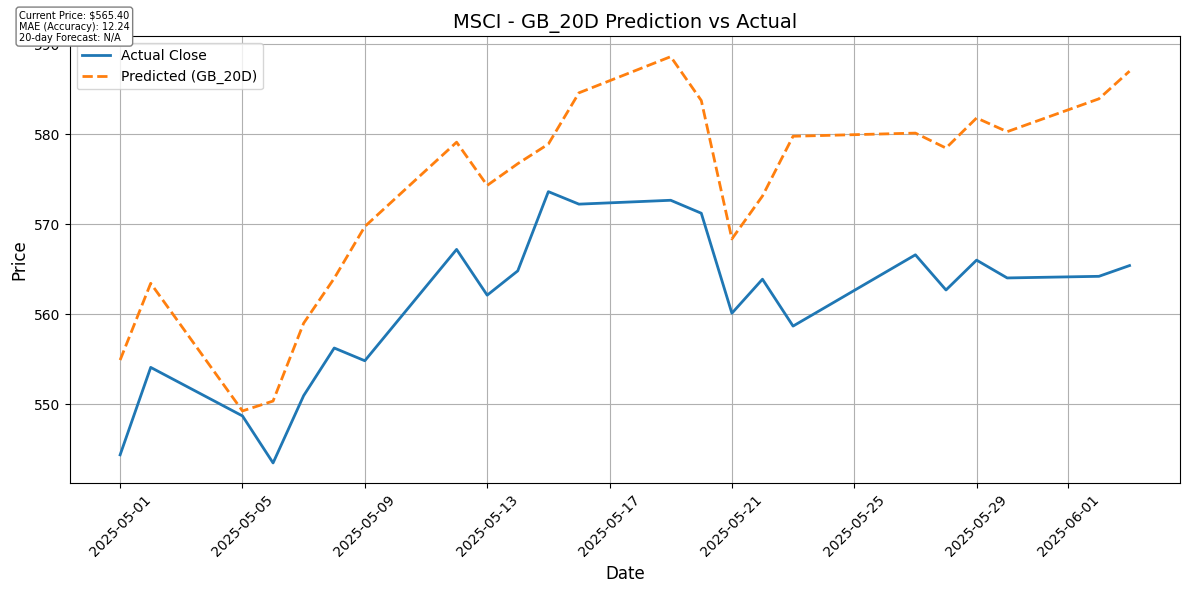 MSCI - GB_20D Prediction vs Actual
Current Price: $565.40
MAE (Accuracy): 12.24
20-day Forecast: N/A
Actual Close
Predicted (GB_20D)
Price
590
580
570
560
550
2025-05-01
2025-05-05
2025-05-09
2025-05-13
2025-05-17
2025-05-21
2025-05-25
2025-05-29
2025-06-01
Date